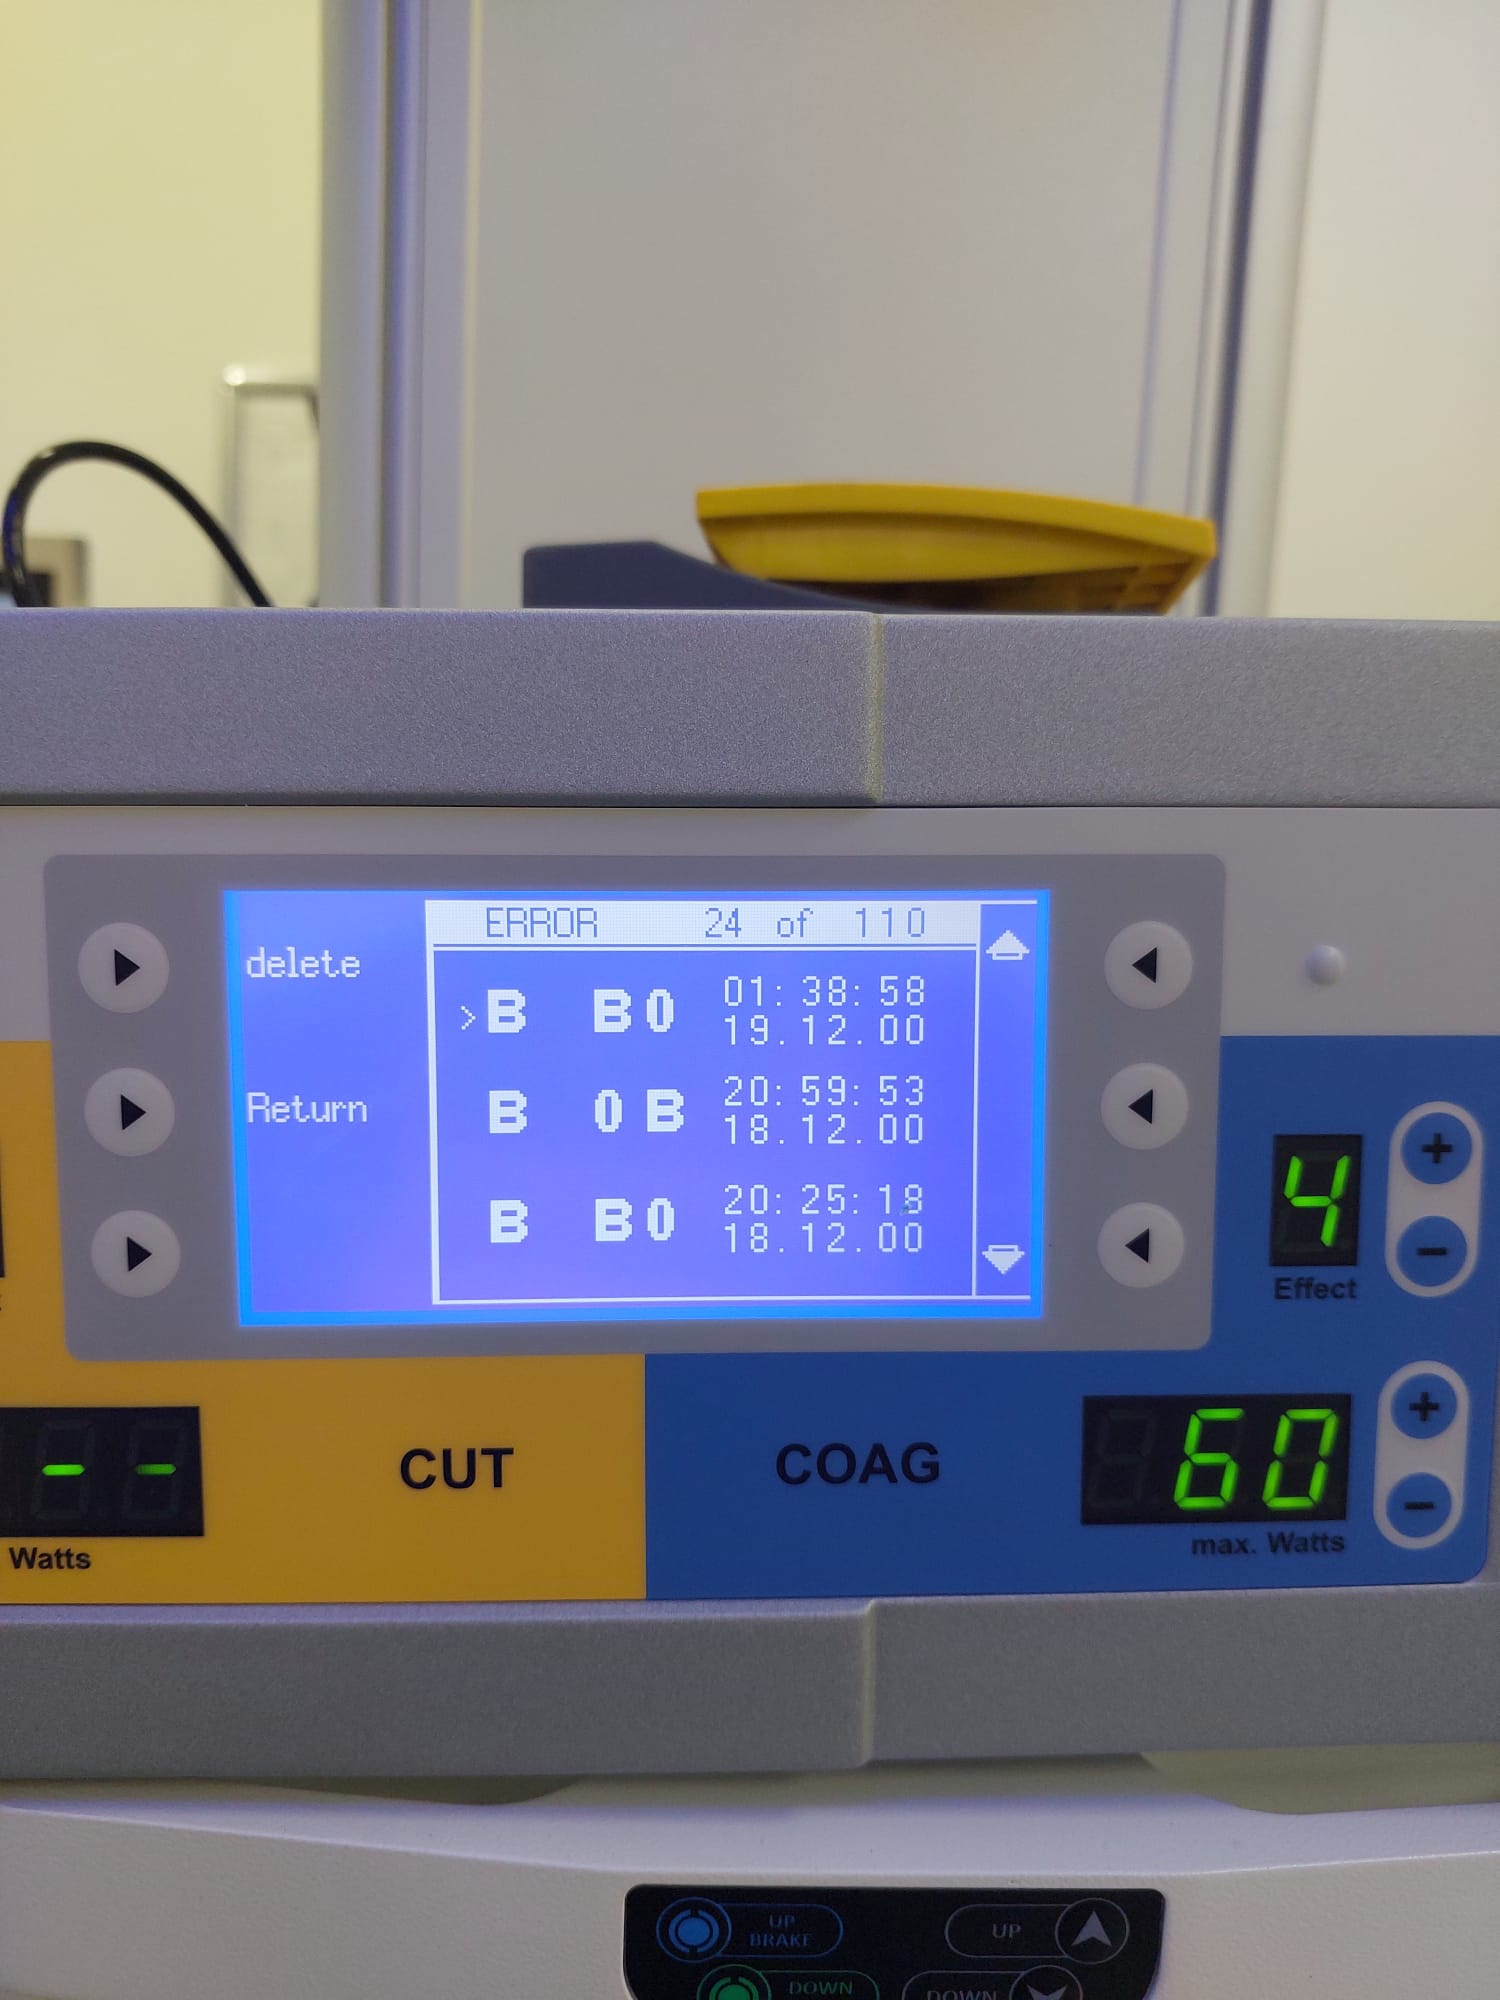 ERROR 24 of 110
delete
> B B0 01:38:58
19.12.00
Return
B 0B 20:59:53
18.12.00
B B0 20:25:18
18.12.00
4
+
-
Effect
-- CUT COAG 60
+
-
Watts max. Watts
UP
BRAKE
UP
DOWN
DOWN